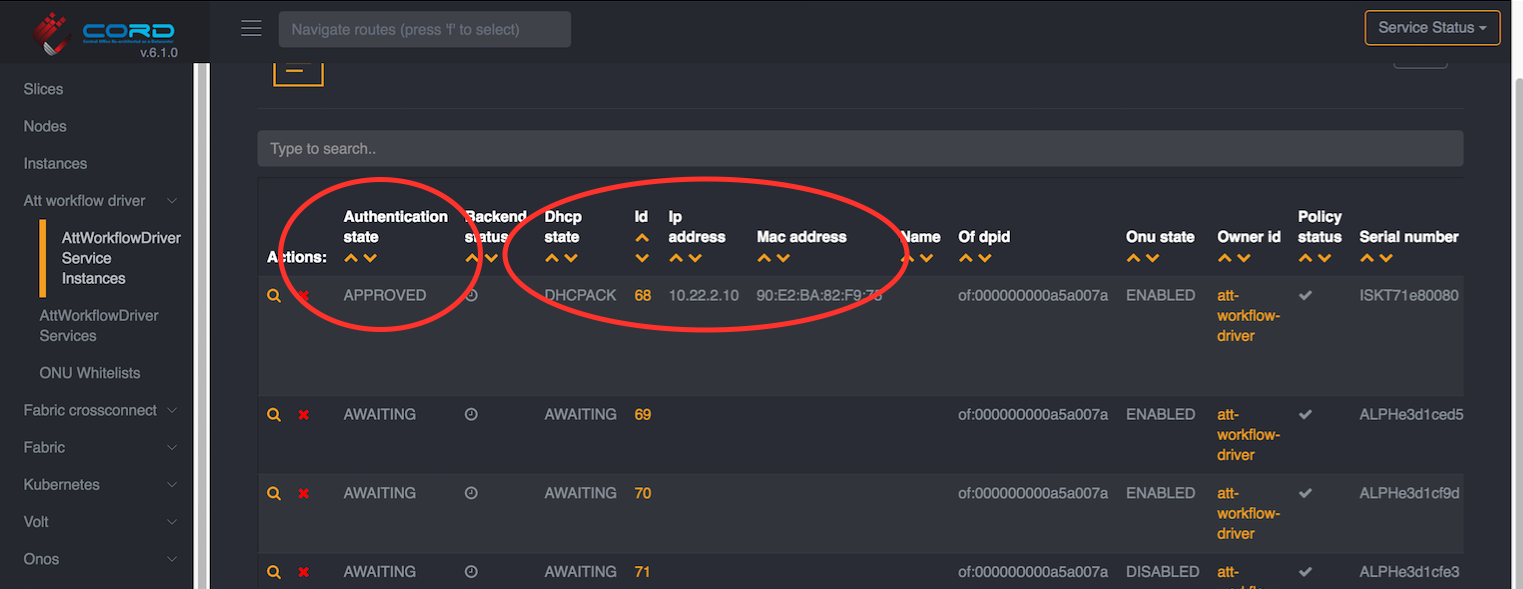 CORD
v.6.1.0
Navigate routes (press 'f' to select)
Service Status
Slices
Nodes
Instances
Att workflow driver
AttWorkflowDriver
Service
Instances
AttWorkflowDriver
Services
ONU Whitelists
Fabric crossconnect
Fabric
Kubernetes
Volt
Onos
Type to search..
Actions: Authentication state Backend status Dhcp state Id Ip address Mac address Name Of dpid Onu state Owner id Policy status Serial number
APPROVED DHCPACK 68 10.22.2.10 90:E2:BA:82:F9:75 of:000000000a5a007a ENABLED att-workflow-driver ISKT71e80080
AWAITING AWAITING 69 of:000000000a5a007a ENABLED att-workflow-driver ALPHe3d1ced5
AWAITING AWAITING 70 of:000000000a5a007a ENABLED att-workflow-driver ALPHe3d1cf9d
AWAITING AWAITING 71 of:000000000a5a007a DISABLED att- ALPHe3d1cfe3